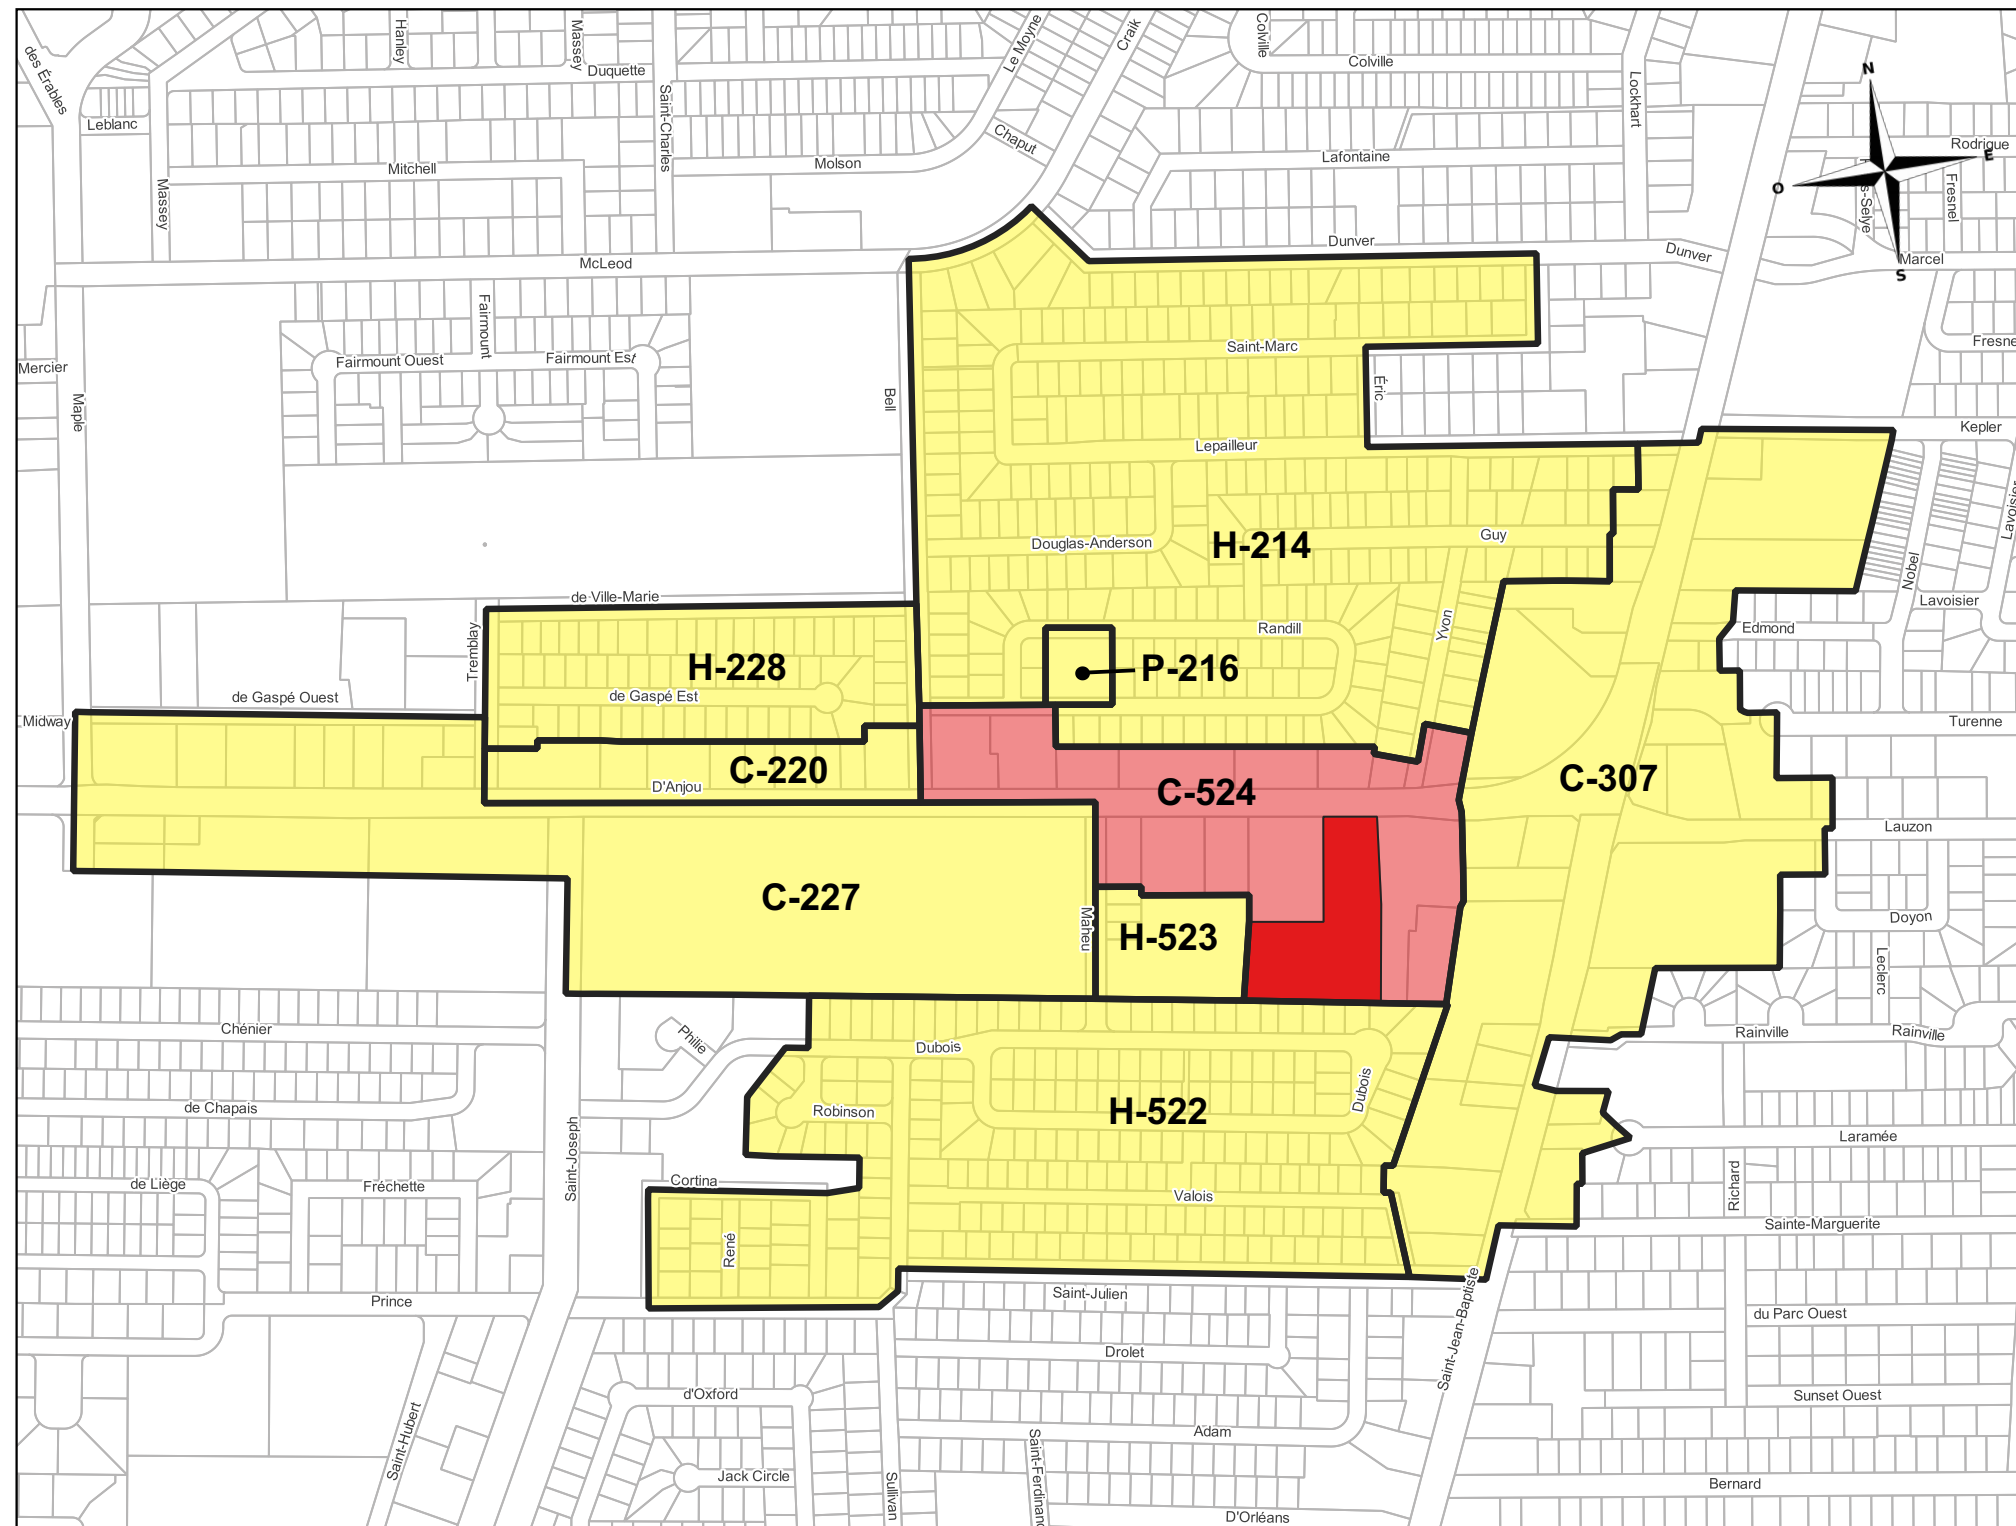 des Érables
Hanley
Massey
Duquette
Le Moyne
Craik
Colville
Colville
Lockhart
N
Leblanc
Saint-Charles
Chaput
Mitchell
Molson
Lafontaine
Rodrigue
E
O
Massey
Fresnel
s-Selye
McLeod
Dunver
Dunver
Marcel
S
Fairmount
Mercier
Fairmount Ouest
Fairmount Est
Saint-Marc
Fresne
Maple
Bell
Éric
Lepailleur
Kepler
Lavoisier
Douglas-Anderson
H-214
Guy
Nobel
de Ville-Marie
Lavoisier
Tremblay
Randill
Yvon
Edmond
H-228
P-216
de Gaspé Ouest
de Gaspé Est
Midway
Turenne
C-220
C-524
C-307
D'Anjou
Lauzon
C-227
Maheu
H-523
Doyon
Leclerc
Chénier
Philie
Dubois
Rainville
Rainville
Dubois
de Chapais
Robinson
H-522
Laramée
Saint-Joseph
de Liège
Fréchette
Cortina
Valois
Richard
Sainte-Marguerite
René
Prince
Saint-Julien
Saint-Jean-Baptiste
du Parc Ouest
Drolet
d'Oxford
Sunset Ouest
Saint-Hubert
Adam
Jack Circle
Sullivan
Saint-Ferdinand
Bernard
D'Orléans